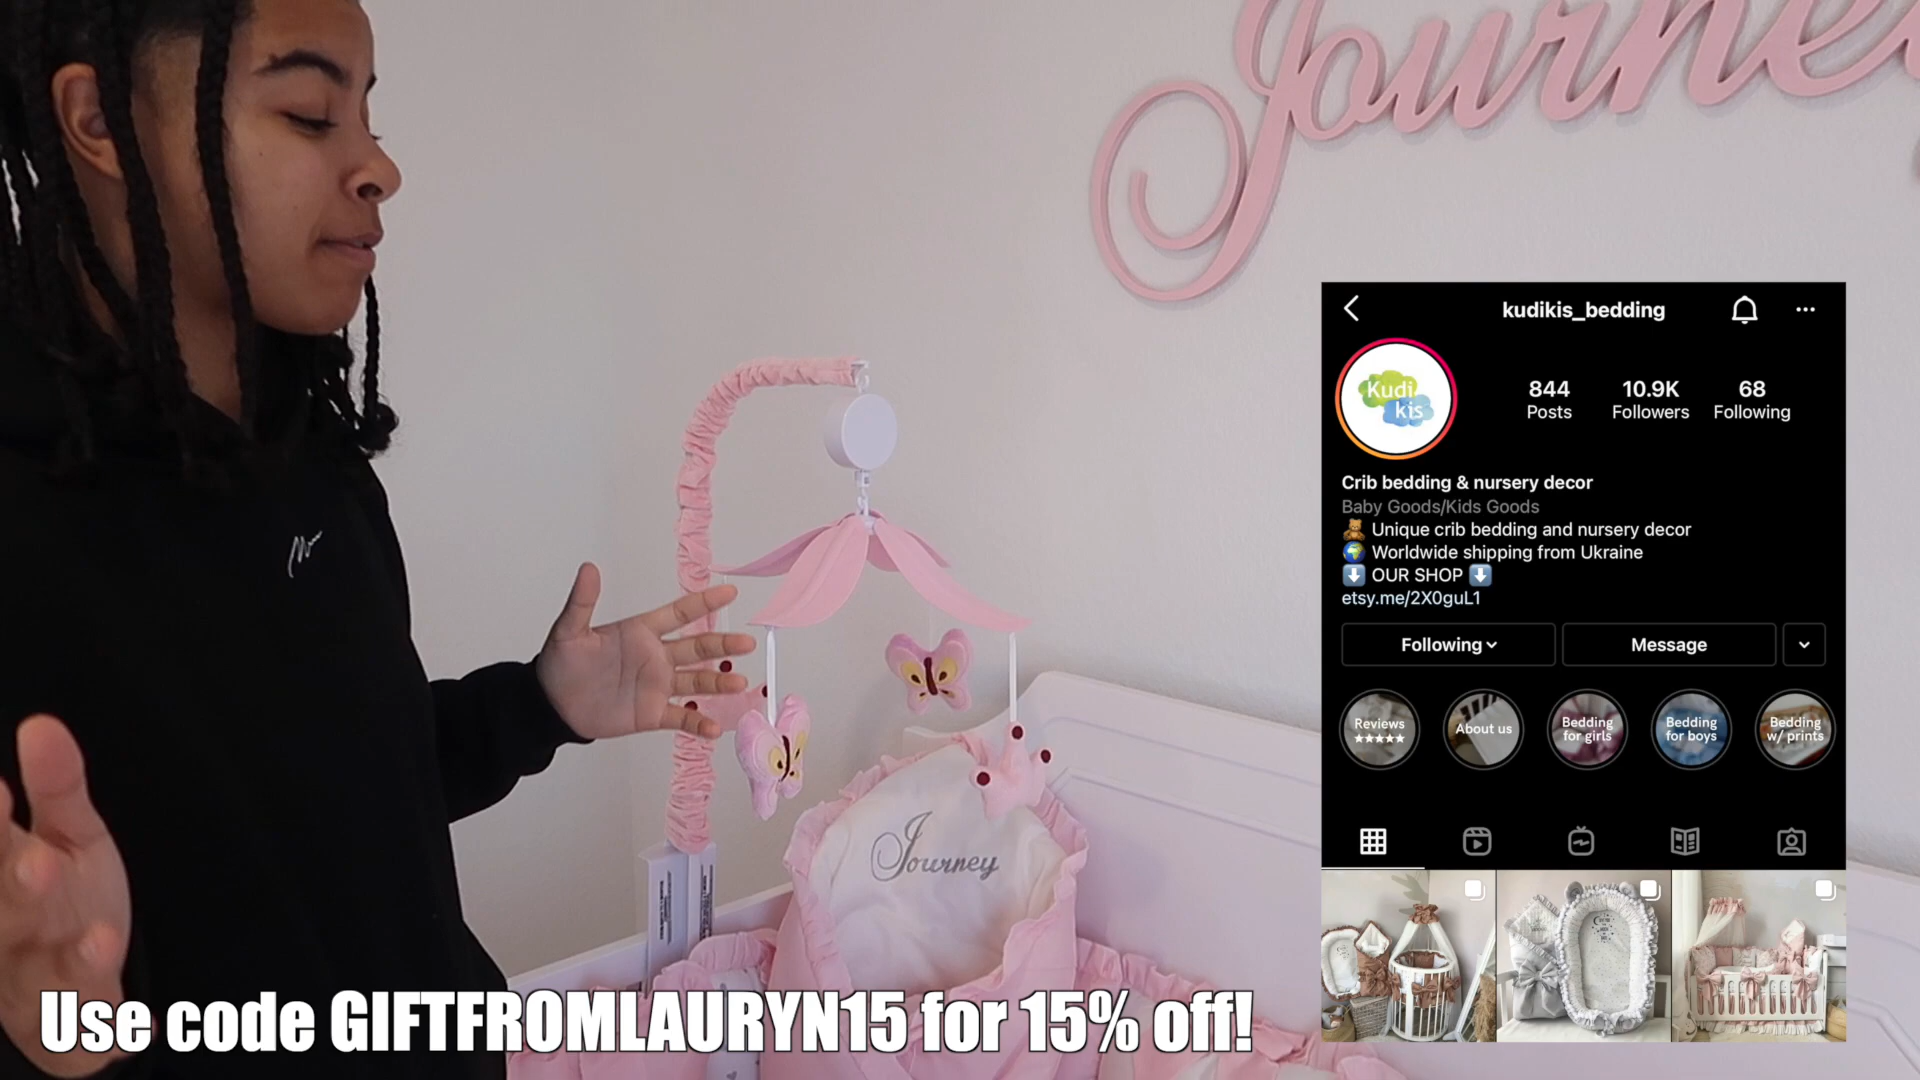 Journey
kudikis_bedding
Kudi
kis
844
Posts
10.9K
Followers
68
Following
Crib bedding & nursery decor
Baby Goods/Kids Goods
🧸 Unique crib bedding and nursery decor
🌍 Worldwide shipping from Ukraine
⬇️ OUR SHOP ⬇️
etsy.me/2X0guL1
Following
Message
Reviews
★★★★★
About us
Bedding
for girls
Bedding
for boys
Bedding
w/ prints
Journey
Use code GIFTFROMLAURYN15 for 15% off!